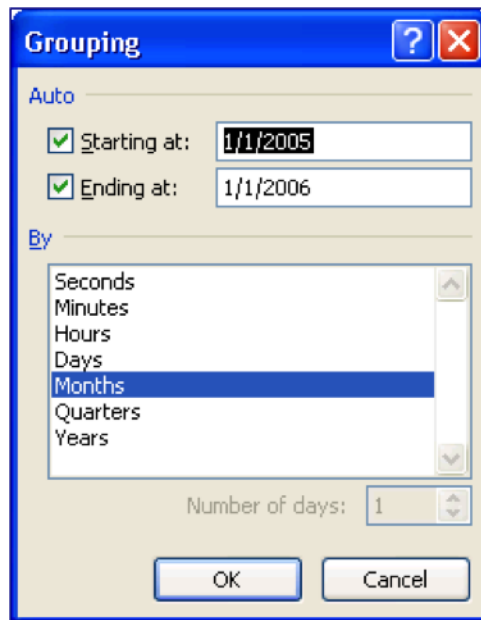 Grouping
Auto
Starting at: 1/1/2005
Ending at: 1/1/2006
By
Seconds
Minutes
Hours
Days
Months
Quarters
Years
Number of days: 1
OK Cancel